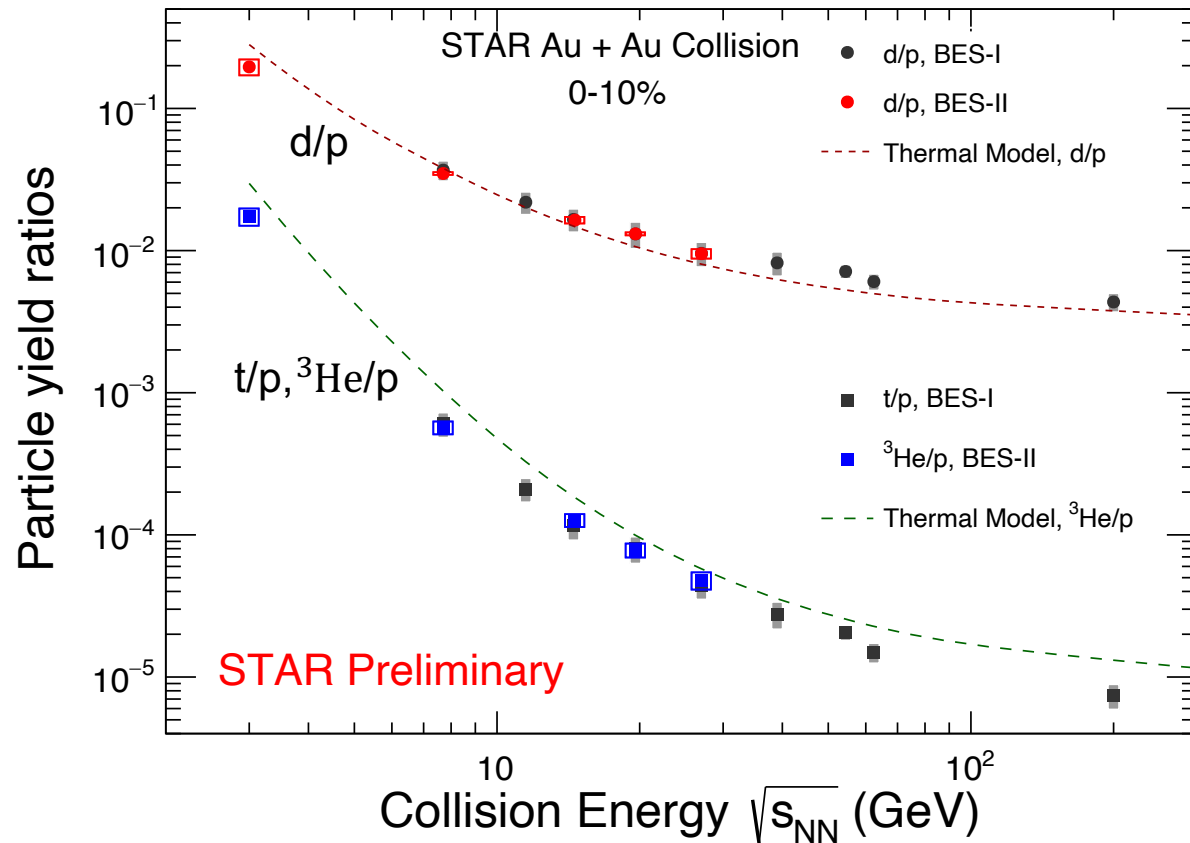 STAR Au + Au Collision
0-10%
d/p, BES-I
d/p, BES-II
Thermal Model, d/p
d/p
t/p, ³He/p
t/p, BES-I
³He/p, BES-II
Thermal Model, ³He/p
STAR Preliminary
Particle yield ratios
10⁻¹
10⁻²
10⁻³
10⁻⁴
10⁻⁵
10
10²
Collision Energy √s_NN (GeV)